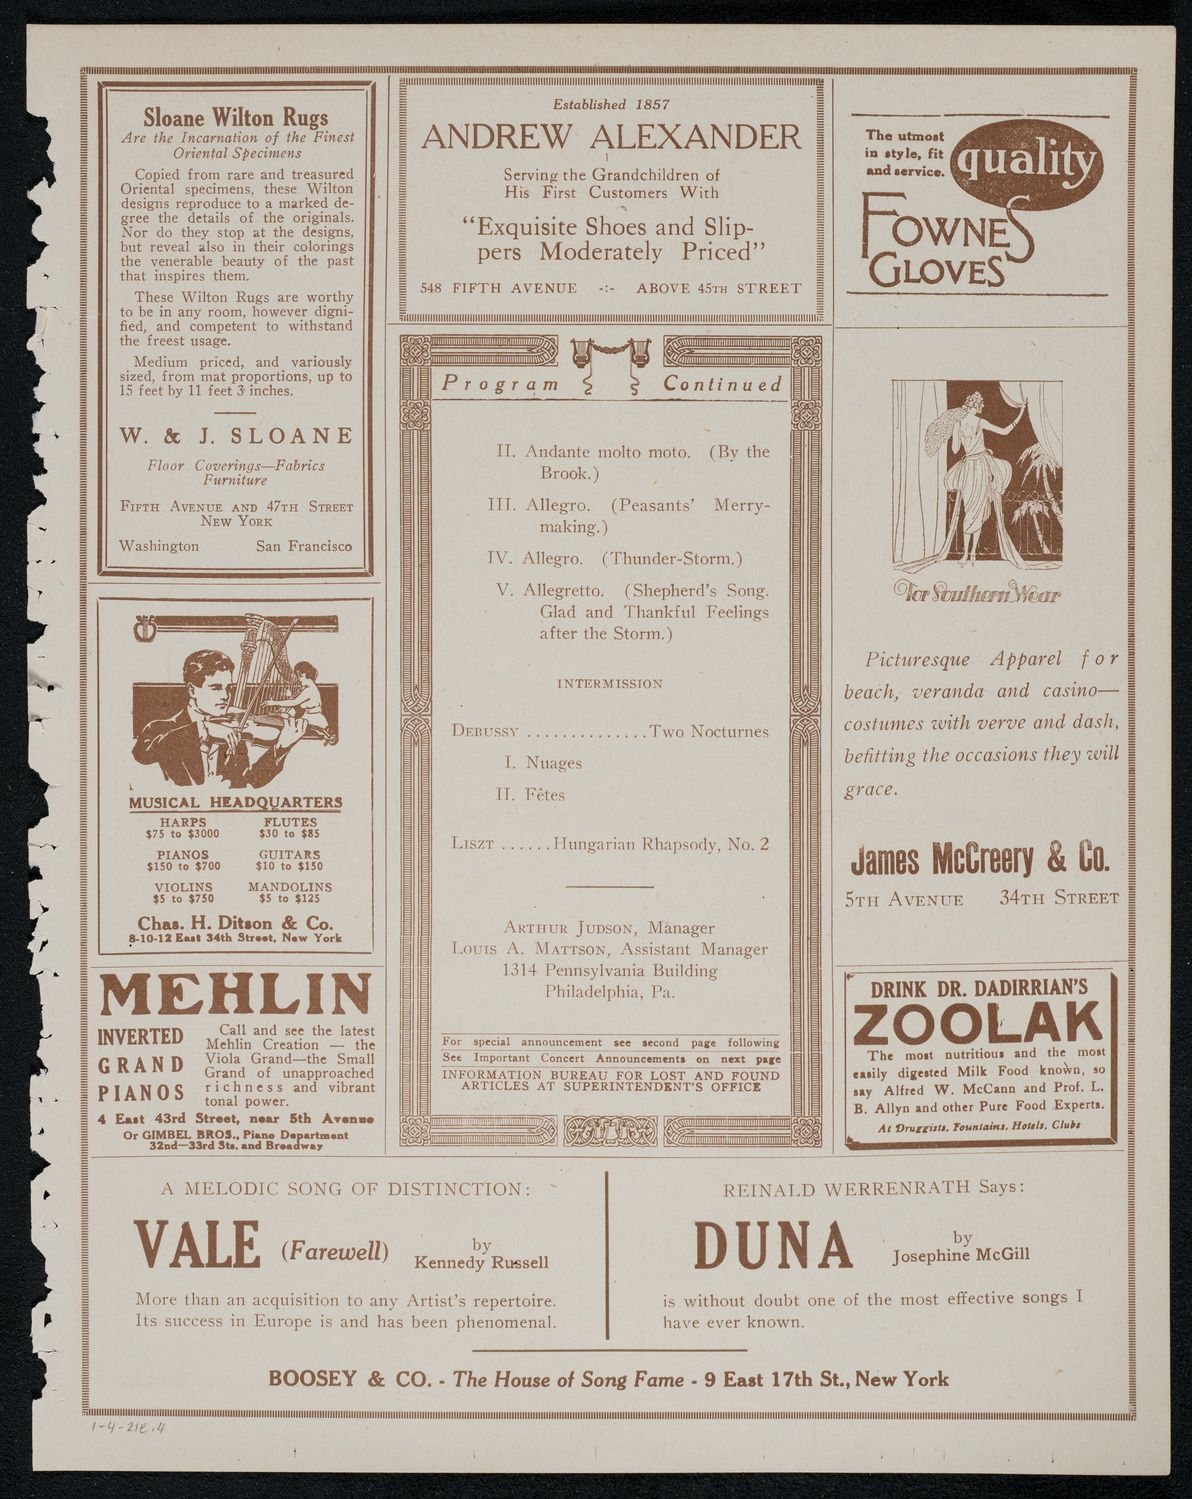 Sloane Wilton Rugs
Are the Incarnation of the Finest
Oriental Specimens
Copied from rare and treasured
Oriental specimens, these Wilton
designs reproduce to a marked de-
gree the details of the originals.
Nor do they stop at the designs,
but reveal also in their colorings
the venerable beauty of the past
that inspires them.
These Wilton Rugs are worthy
to be in any room, however digni-
fied, and competent to withstand
the freest usage.
Medium priced, and variously
sized, from mat proportions, up to
15 feet by 11 feet 3 inches.
W. & J. SLOANE
Floor Coverings—Fabrics
Furniture
FIFTH AVENUE AND 47TH STREET
NEW YORK
Washington San Francisco
MUSICAL HEADQUARTERS
HARPS FLUTES
$75 to $3000 $30 to $85
PIANOS GUITARS
$150 to $700 $10 to $150
VIOLINS MANDOLINS
$5 to $750 $5 to $125
Chas. H. Ditson & Co.
8-10-12 East 34th Street, New York
MEHLIN
INVERTED
GRAND
PIANOS
Call and see the latest
Mehlin Creation — the
Viola Grand—the Small
Grand of unapproached
richness and vibrant
tonal power.
4 East 43rd Street, near 5th Avenue
Or GIMBEL BROS., Piano Department
32nd—33rd Sts. and Broadway
Established 1857
ANDREW ALEXANDER
Serving the Grandchildren of
His First Customers With
"Exquisite Shoes and Slip-
pers Moderately Priced"
548 FIFTH AVENUE -:- ABOVE 45TH STREET
Program Continued
II. Andante molto moto. (By the
Brook.)
III. Allegro. (Peasants' Merry-
making.)
IV. Allegro. (Thunder-Storm.)
V. Allegretto. (Shepherd's Song.
Glad and Thankful Feelings
after the Storm.)
INTERMISSION
DEBUSSY ..............Two Nocturnes
I. Nuages
II. Fêtes
LISZT ......Hungarian Rhapsody, No. 2
ARTHUR JUDSON, Manager
LOUIS A. MATTSON, Assistant Manager
1314 Pennsylvania Building
Philadelphia, Pa.
For special announcement see second page following
See Important Concert Announcements on next page
INFORMATION BUREAU FOR LOST AND FOUND
ARTICLES AT SUPERINTENDENT'S OFFICE
The utmost
in style, fit
and service.
quality
FOWNES
GLOVES
For Southern Wear
Picturesque Apparel for
beach, veranda and casino—
costumes with verve and dash,
befitting the occasions they will
grace.
James McCreery & Co.
5TH AVENUE 34TH STREET
DRINK DR. DADIRRIAN'S
ZOOLAK
The most nutritious and the most
easily digested Milk Food known, so
say Alfred W. McCann and Prof. L.
B. Allyn and other Pure Food Experts.
At Druggists, Fountains, Hotels, Clubs
A MELODIC SONG OF DISTINCTION:
VALE (Farewell) by
Kennedy Russell
More than an acquisition to any Artist's repertoire.
Its success in Europe is and has been phenomenal.
REINALD WERRENRATH Says:
DUNA by
Josephine McGill
is without doubt one of the most effective songs I
have ever known.
BOOSEY & CO. - The House of Song Fame - 9 East 17th St., New York
1-4-21E.4